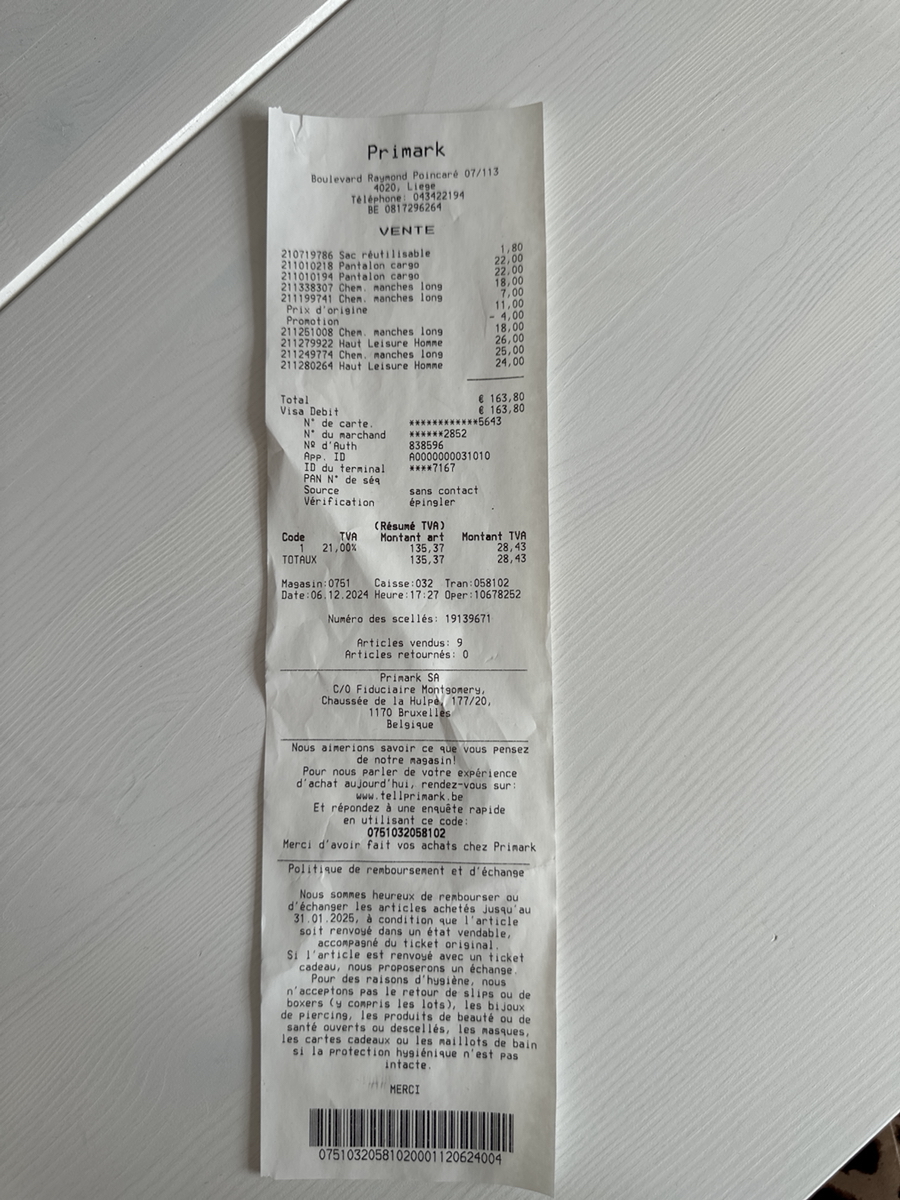 Primark
Boulevard Raymond Poincaré 07/113
4020, Liege
Téléphone: 043422194
BE 0817296264
VENTE
210719786 Sac réutilisable 1,80
211010218 Pantalon cargo 22,00
211010194 Pantalon cargo 22,00
211338307 Chem. manches long 18,00
211199741 Chem. manches long 7,00
Prix d'origine 11,00
Promotion - 4,00
211251008 Chem. manches long 18,00
211279922 Haut Leisure Homme 26,00
211249774 Chem. manches long 25,00
211280264 Haut Leisure Homme 24,00
Total € 163,80
Visa Debit € 163,80
N° de carte. ************5643
N° du marchand ******2852
Nº d'Auth 838596
App. ID A0000000031010
ID du terminal ****7167
PAN N° de séq
Source sans contact
Vérification épingler
(Résumé TVA)
Code TVA Montant art Montant TVA
1 21,00% 135,37 28,43
TOTAUX 135,37 28,43
Magasin:0751 Caisse:032 Tran:058102
Date:06.12.2024 Heure:17:27 Oper:10678252
Numéro des scellés: 19139671
Articles vendus: 9
Articles retournés: 0
Primark SA
C/O Fiduciaire Montgomery,
Chaussée de la Hulpe, 177/20,
1170 Bruxelles
Belgique
Nous aimerions savoir ce que vous pensez
de notre magasin!
Pour nous parler de votre expérience
d'achat aujourd'hui, rendez-vous sur:
www.tellprimark.be
Et répondez à une enquête rapide
en utilisant ce code:
0751032058102
Merci d'avoir fait vos achats chez Primark
Politique de remboursement et d'échange
Nous sommes heureux de rembourser ou
d'échanger les articles achetés jusqu'au
31.01.2025, à condition que l'article
soit renvoyé dans un état vendable,
accompagné du ticket original.
Si l'article est renvoyé avec un ticket
cadeau, nous proposerons un échange.
Pour des raisons d'hygiène, nous
n'acceptons pas le retour de slips ou de
boxers (y compris les lots), les bijoux
de piercing, les produits de beauté ou de
santé ouverts ou descellés, les masques,
les cartes cadeaux ou les maillots de bain
si la protection hygiénique n'est pas
intacte.
MERCI
07510320581020001120624004